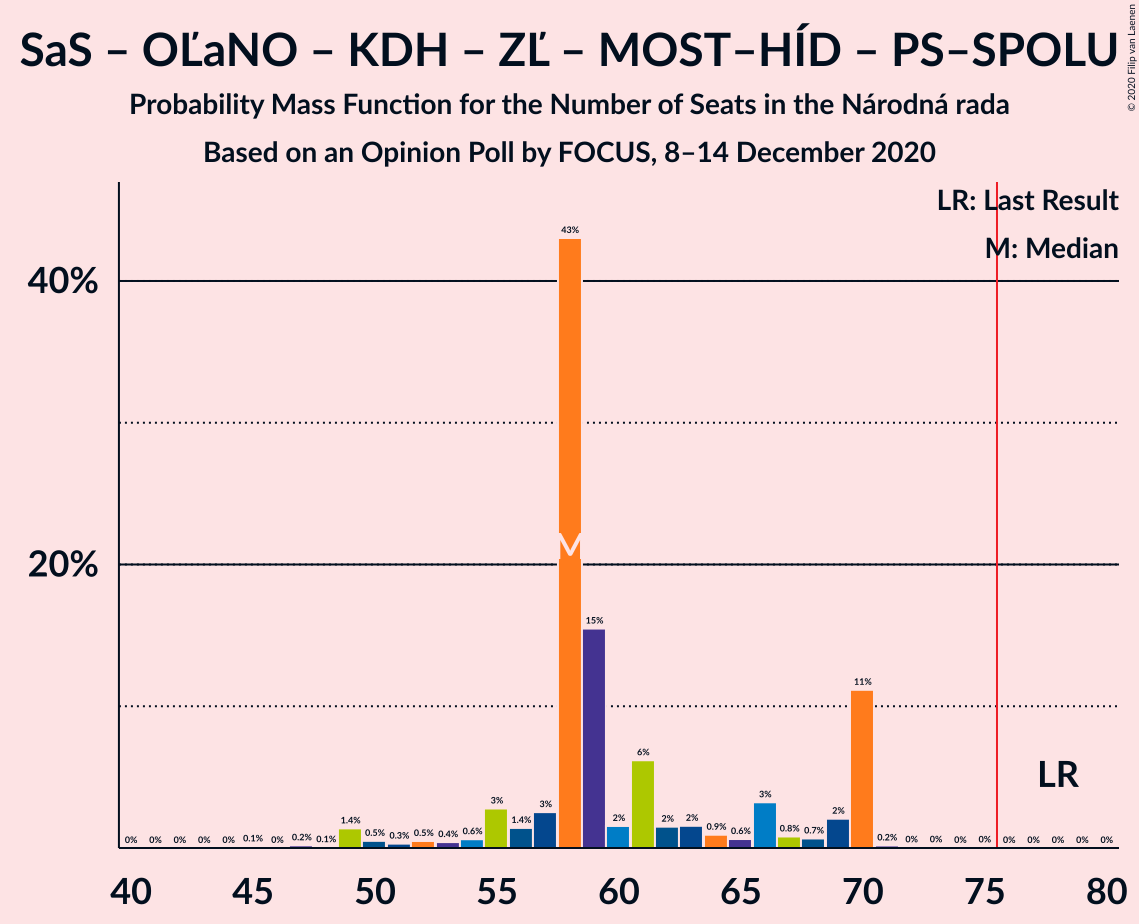 SaS – OĽaNO – KDH – ZĽ – MOST–HÍD – PS–SPOLU
Probability Mass Function for the Number of Seats in the Národná rada
Based on an Opinion Poll by FOCUS, 8–14 December 2020
© 2020 Filip van Laenen
LR: Last Result
M: Median
40%
20%
43%
M
15%
11%
6%
LR
0% 0% 0% 0% 0% 0.1% 0% 0.2% 0.1% 1.4% 0.5% 0.3% 0.5% 0.4% 0.6% 3% 1.4% 3% 2% 2% 2% 0.9% 0.6% 3% 0.8% 0.7% 2% 0.2% 0% 0% 0% 0% 0% 0% 0% 0% 0%
40 45 50 55 60 65 70 75 80